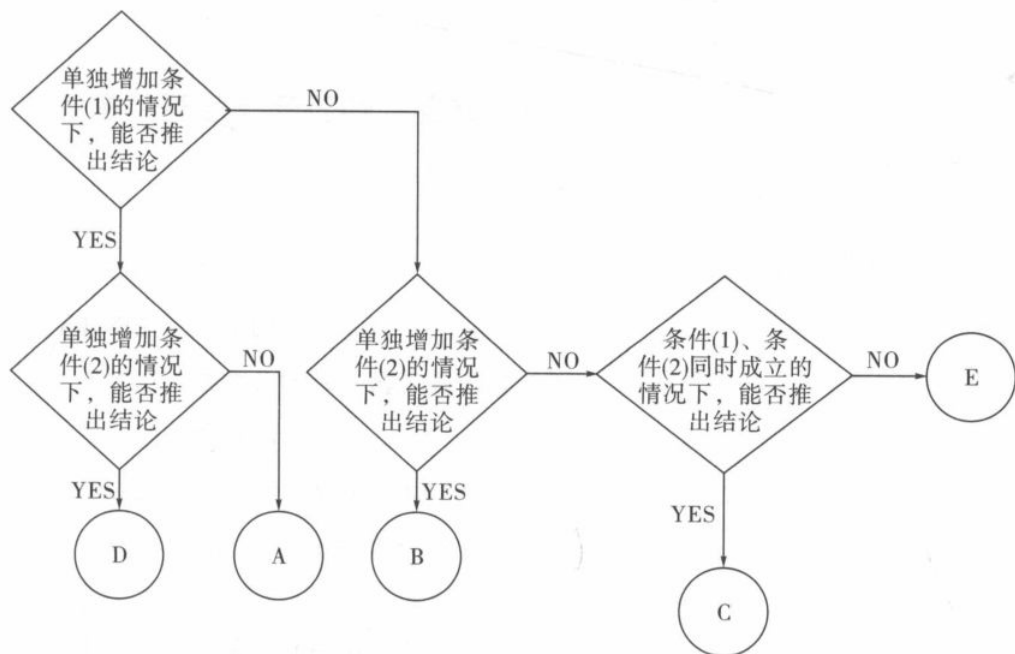 单独增加条
件(1)的情况
下，能否推
出结论
NO
YES
单独增加条
件(2)的情况
下，能否推
出结论
NO
YES
单独增加条
件(2)的情况
下，能否推
出结论
NO
YES
条件(1)、条
件(2)同时成立的
情况下，能否推
出结论
NO
YES
E
D
A
B
C